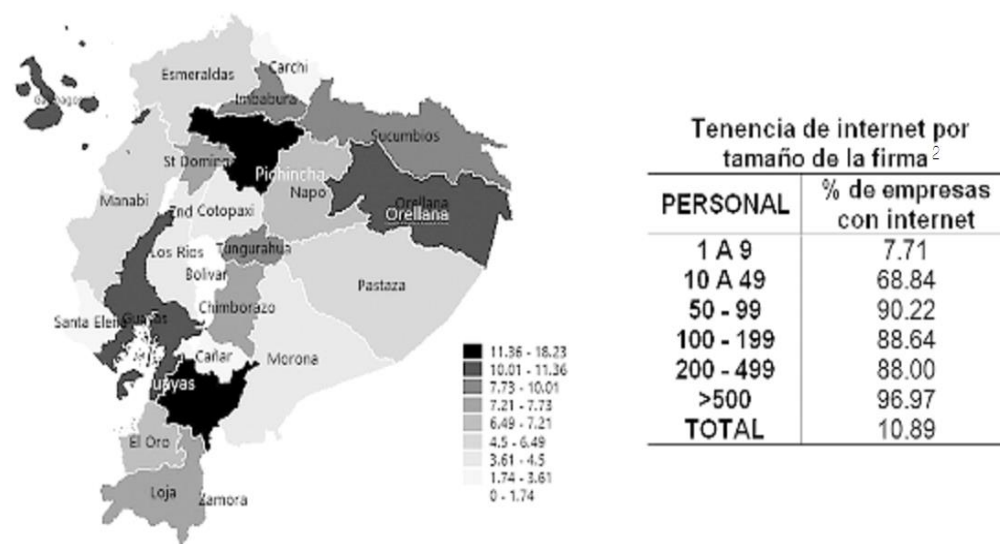 Esmeraldas
Carchi
Imbabura
Sucumbios
St Doming
Pichincha
Napo
Orellana
Orellana
Manabi
Cotopaxi
Los Rios
Tungurahua
Bolivar
Pastaza
Chimborazo
Santa Elena
Guayas
Cañar
Morona
uayas
El Oro
Loja
Zamora
11.36 - 18.23
10.01 - 11.36
7.73 - 10.01
7.21 - 7.73
6.49 - 7.21
4.5 - 6.49
3.61 - 4.5
1.74 - 3.61
0 - 1.74
Tenencia de internet por
tamaño de la firma 2
PERSONAL
% de empresas
con internet
1 A 9 7.71
10 A 49 68.84
50 - 99 90.22
100 - 199 88.64
200 - 499 88.00
>500 96.97
TOTAL 10.89